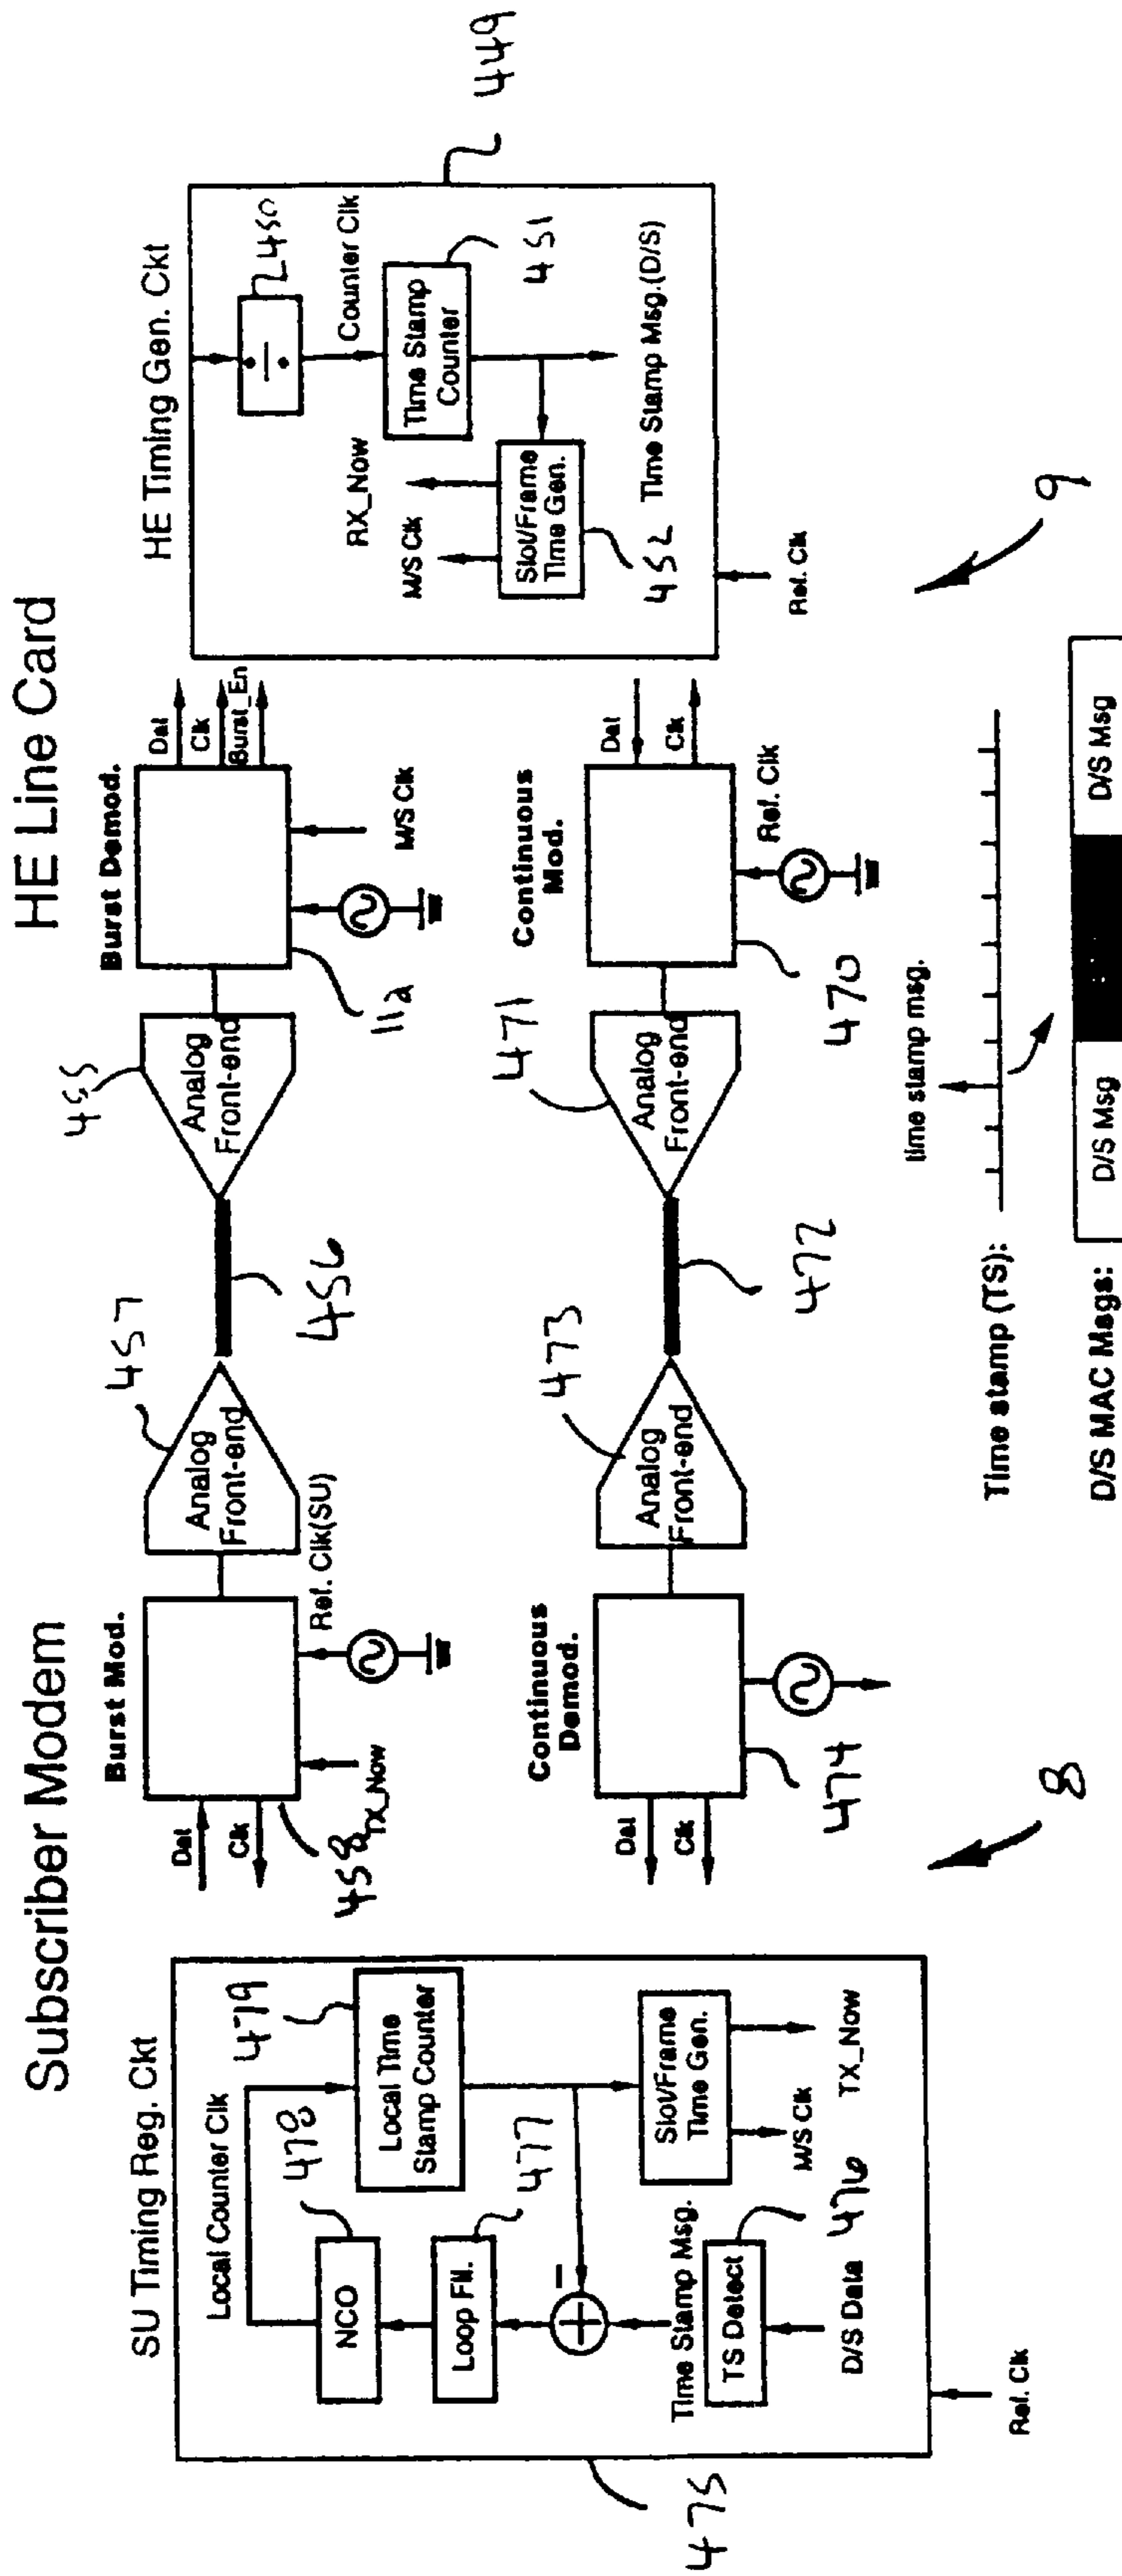 Subscriber Modem
HE Line Card
SU Timing Reg. Ckt
Local Counter Clk
478
479
NCO
Local Time
Stamp Counter
Loop Fil.
477
Time Stamp Msg.
Slot/Frame
Time Gen.
TS Detect
476
D/S Data
M/S Clk
TX_Now
Ref. Clk
475
Burst Mod.
Dat
Clk
458
TX_Now
Ref. Clk(SU)
457
Analog
Front-end
456
455
Analog
Front-end
Burst Demod.
Dat
Clk
Burst_En
11a
M/S Clk
Continuous
Demod.
Dat
Clk
474
473
Analog
Front-end
472
471
Analog
Front-end
Continuous
Mod.
Dat
Clk
470
Ref. Clk
8
HE Timing Gen. Ckt
450
Counter Clk
RX_Now
M/S Clk
Time Stamp
Counter
451
Slot/Frame
Time Gen.
452
Time Stamp Msg.(D/S)
449
Ref. Clk
9
time stamp msg.
Time stamp (TS):
D/S MAC Msgs:
D/S Msg
D/S Msg